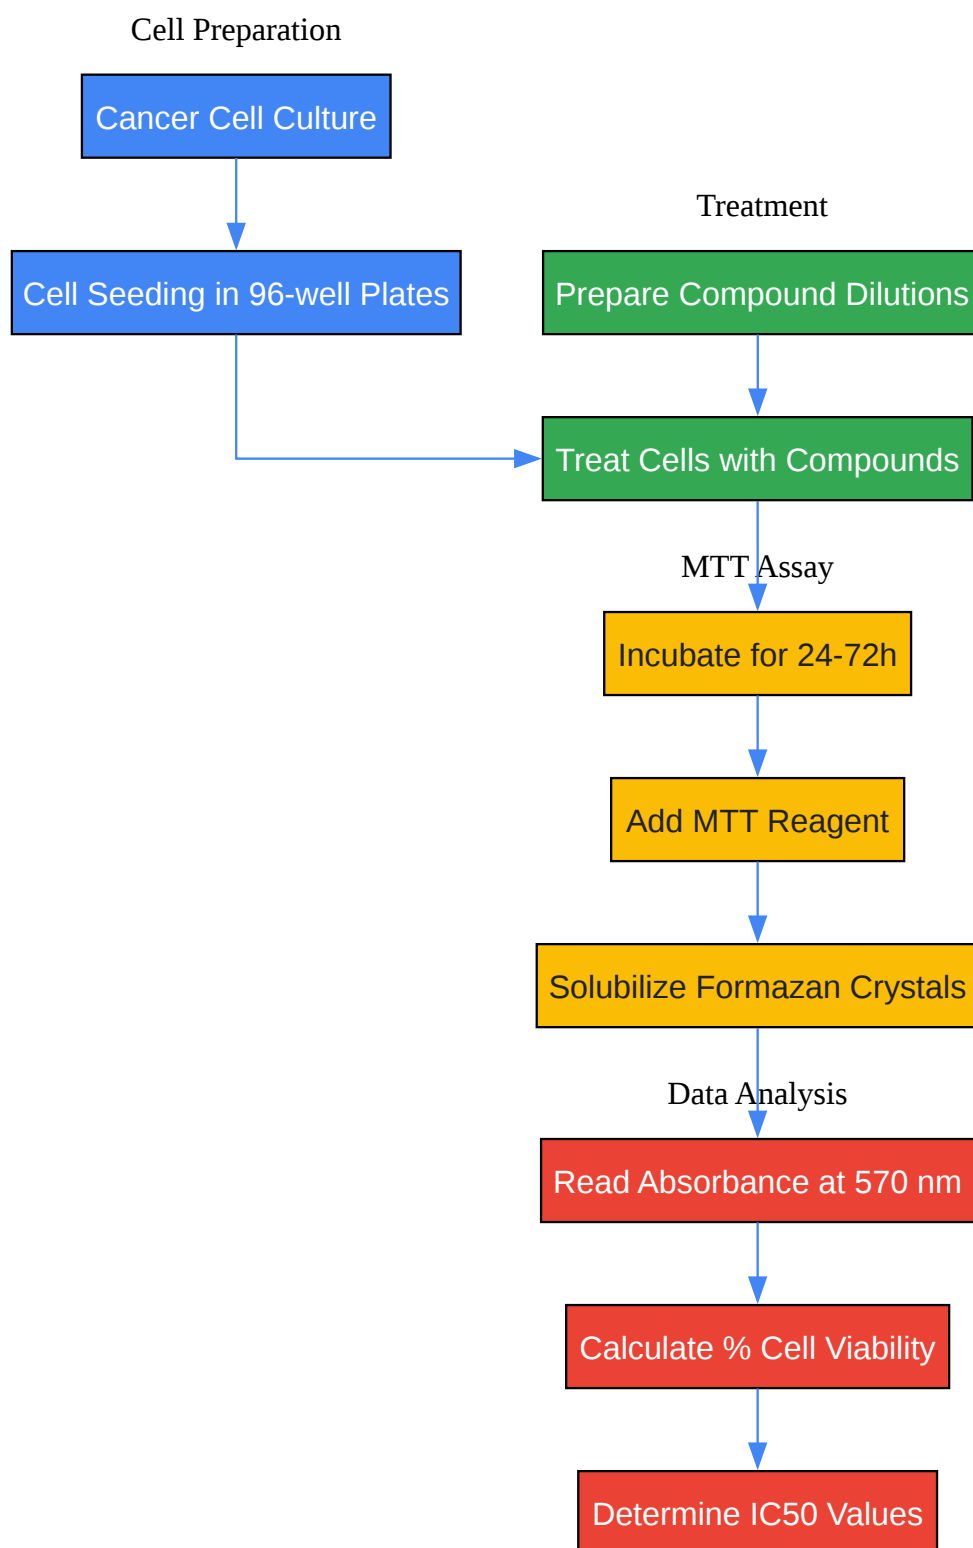 Cell Preparation
Cancer Cell Culture
Cell Seeding in 96-well Plates
Treatment
Prepare Compound Dilutions
Treat Cells with Compounds
MTT Assay
Incubate for 24-72h
Add MTT Reagent
Solubilize Formazan Crystals
Data Analysis
Read Absorbance at 570 nm
Calculate % Cell Viability
Determine IC50 Values